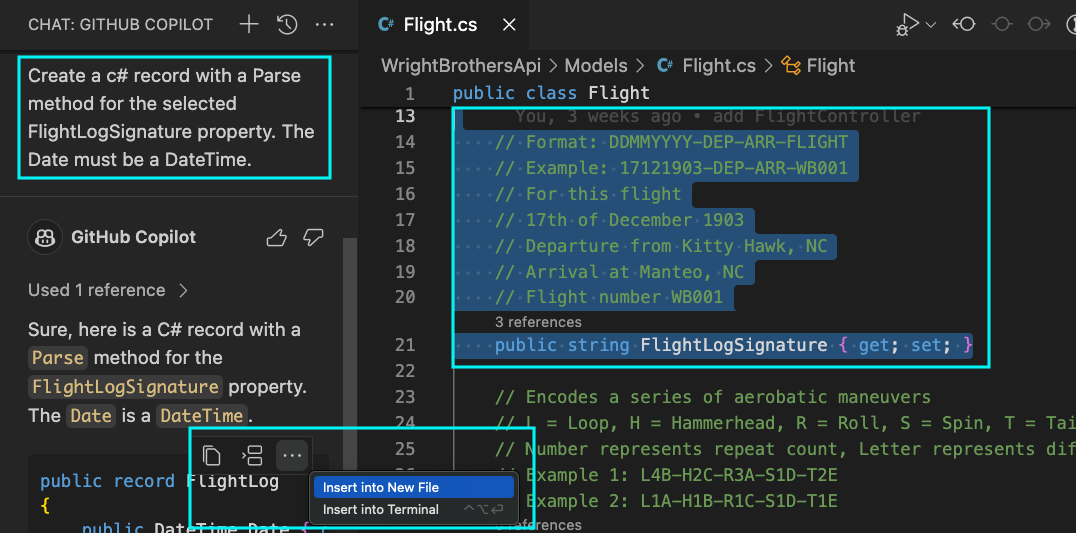 CHAT: GITHUB COPILOT
Create a c# record with a Parse
method for the selected
FlightLogSignature property. The
Date must be a DateTime.
GitHub Copilot
Used 1 reference
Sure, here is a C# record with a
Parse method for the
FlightLogSignature property.
The Date is a DateTime.
public record FlightLog
{
public DateTime Date {
Insert into New File
Insert into Terminal
C# Flight.cs
WrightBrothersApi > Models > C# Flight.cs > Flight
1 public class Flight
13 You, 3 weeks ago • add FlightController
14 // Format: DDMMYYYY-DEP-ARR-FLIGHT
15 // Example: 17121903-DEP-ARR-WB001
16 // For this flight
17 // 17th of December 1903
18 // Departure from Kitty Hawk, NC
19 // Arrival at Manteo, NC
20 // Flight number WB001
3 references
21 public string FlightLogSignature { get; set; }
22
23 // Encodes a series of aerobatic maneuvers
24 // L = Loop, H = Hammerhead, R = Roll, S = Spin, T = Tai
25 // Number represents repeat count, Letter represents dif
Example 1: L4B-H2C-R3A-S1D-T2E
Example 2: L1A-H1B-R1C-S1D-T1E
references